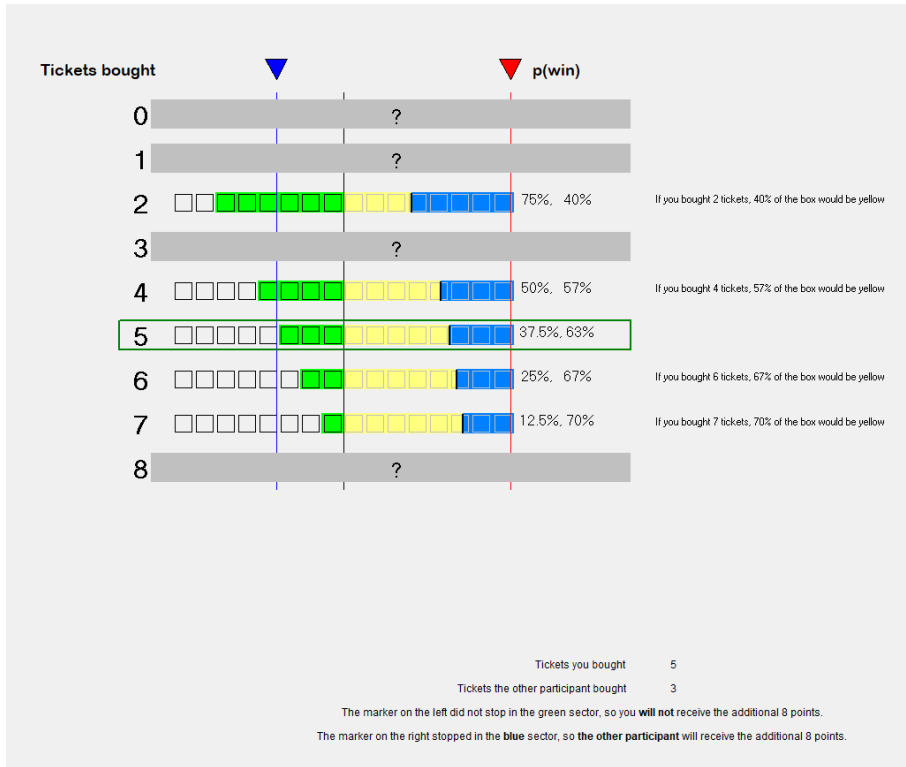 Tickets bought p(win)
0 ?
1 ?
2 75%, 40% If you bought 2 tickets, 40% of the box would be yellow
3 ?
4 50%, 57% If you bought 4 tickets, 57% of the box would be yellow
5 37.5%, 63%
6 25%, 67% If you bought 6 tickets, 67% of the box would be yellow
7 12.5%, 70% If you bought 7 tickets, 70% of the box would be yellow
8 ?
Tickets you bought 5
Tickets the other participant bought 3
The marker on the left did not stop in the green sector, so you will not receive the additional 8 points.
The marker on the right stopped in the blue sector, so the other participant will receive the additional 8 points.